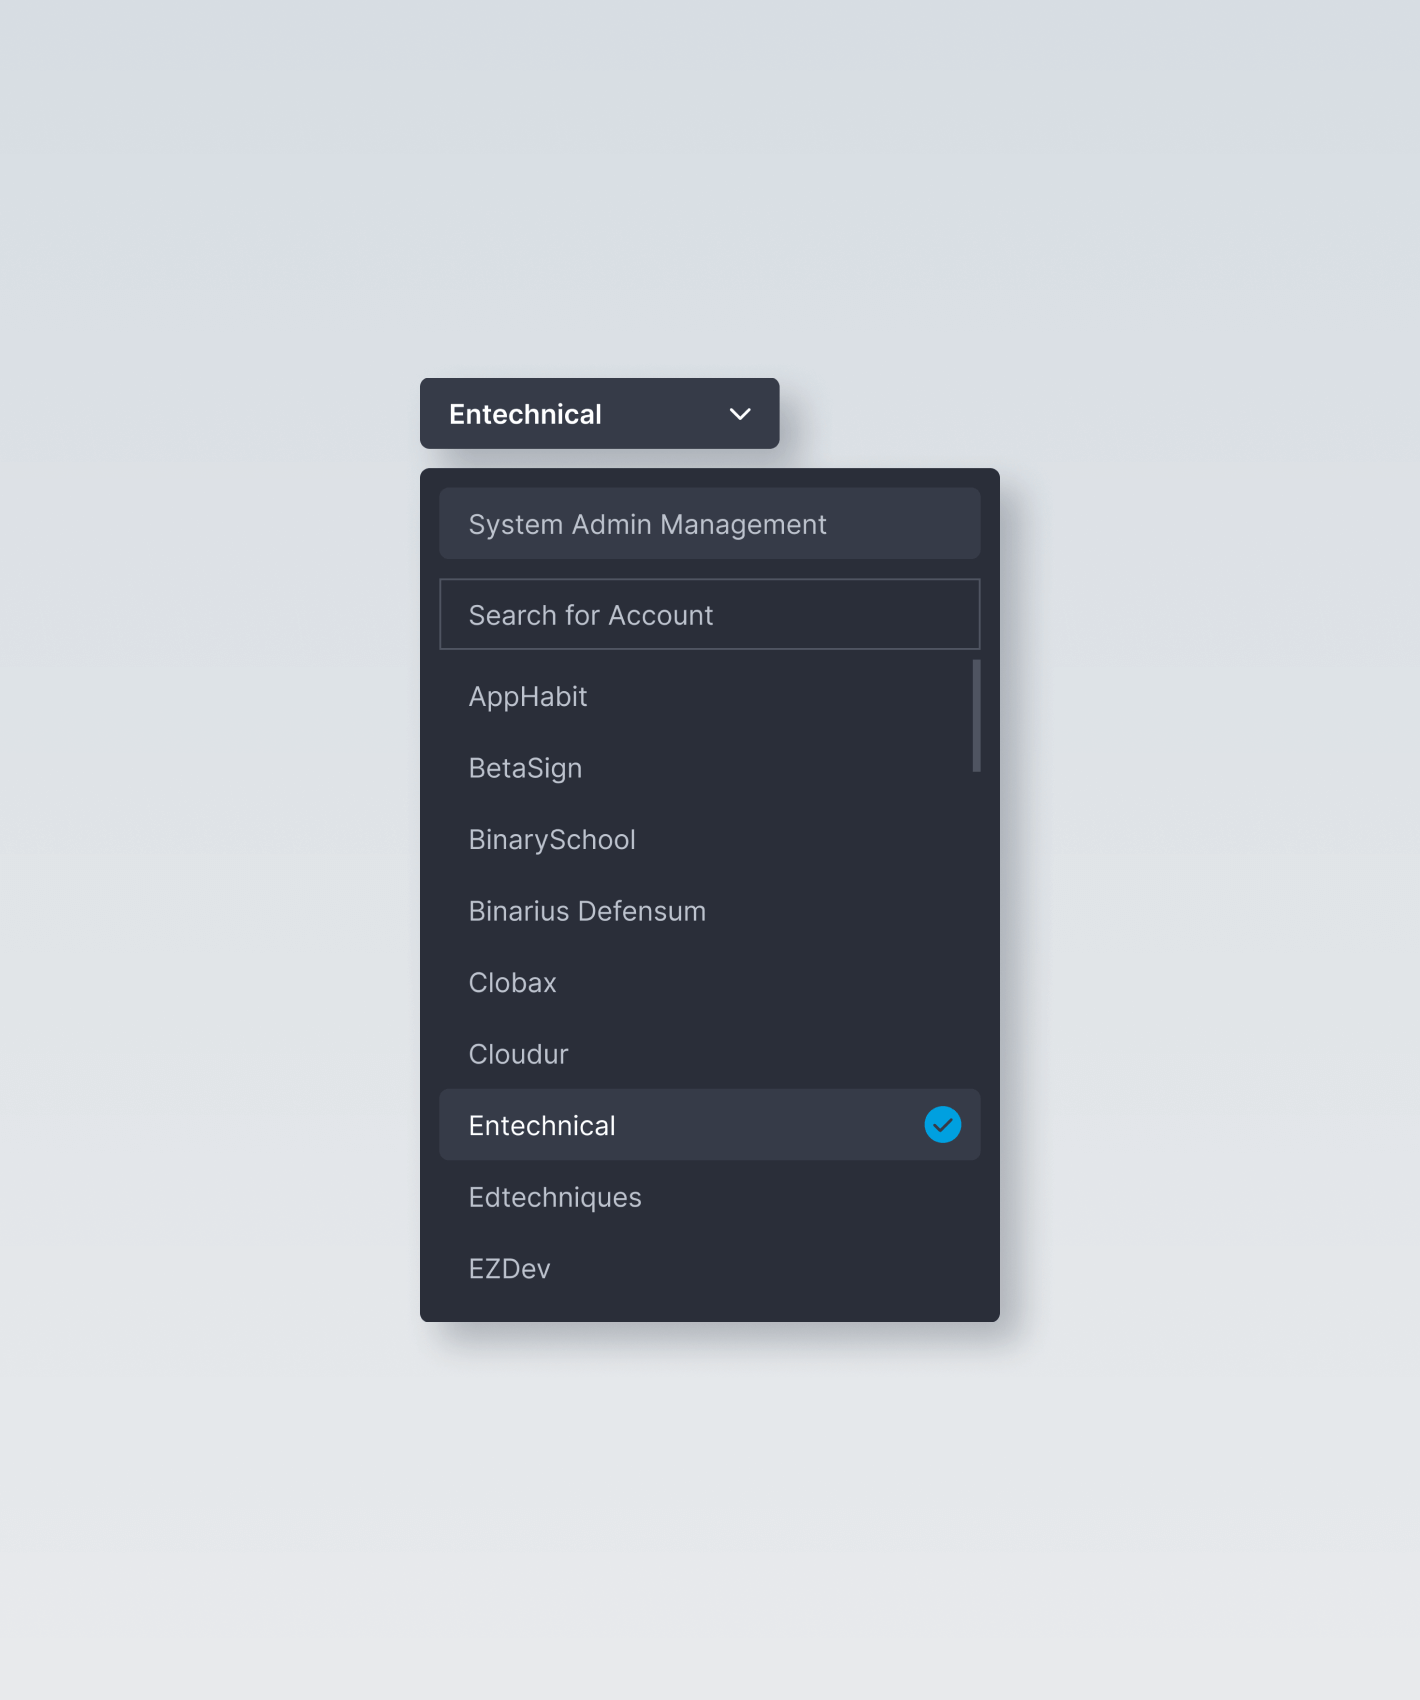 Entechnical
System Admin Management
Search for Account
AppHabit
BetaSign
BinarySchool
Binarius Defensum
Clobax
Cloudur
Entechnical
Edtechniques
EZDev